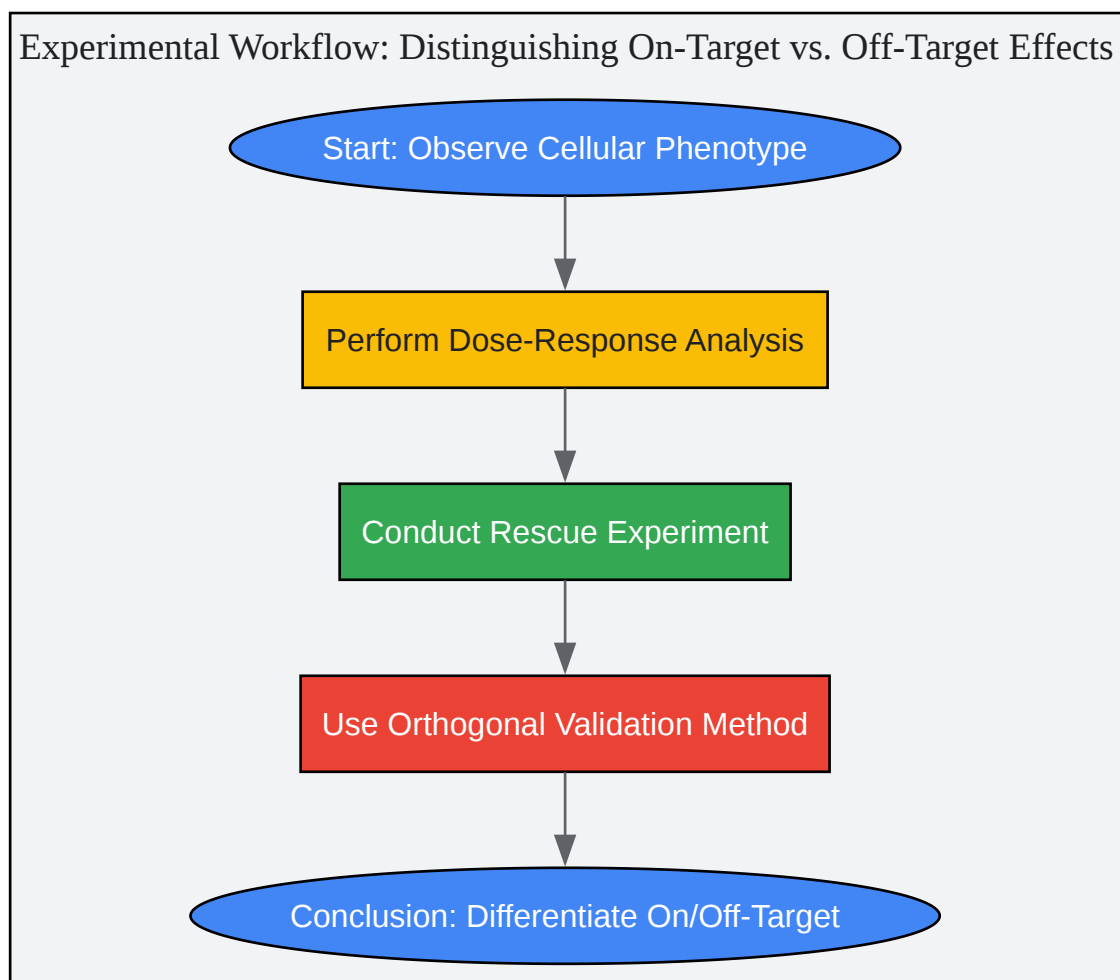 Experimental Workflow: Distinguishing On-Target vs. Off-Target Effects
Start: Observe Cellular Phenotype
Perform Dose-Response Analysis
Conduct Rescue Experiment
Use Orthogonal Validation Method
Conclusion: Differentiate On/Off-Target